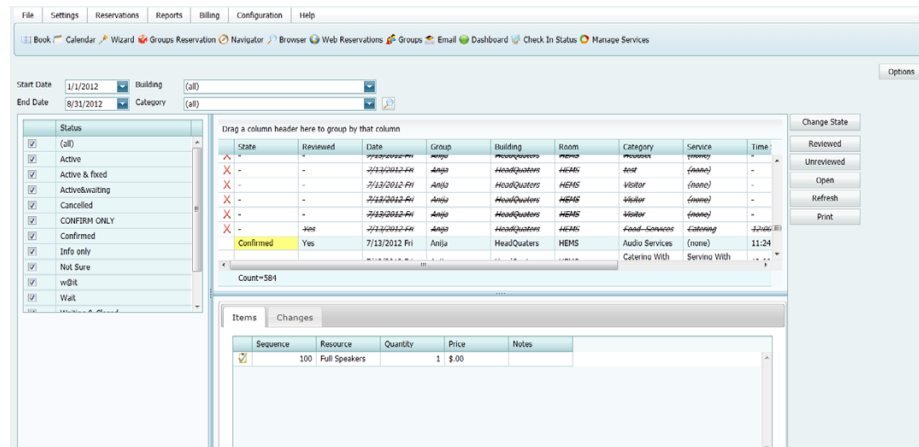 File Settings Reservations Reports Billing Configuration Help
Book Calendar Wizard Groups Reservation Navigator Browser Web Reservations Groups Email Dashboard Check In Status Manage Services
Options
Start Date 1/1/2012 Building (all)
End Date 8/31/2012 Category (all)
Status
(all)
Active
Active & fixed
Active&waiting
Cancelled
CONFIRM ONLY
Confirmed
Info only
Not Sure
w@it
Wait
Drag a column header here to group by that column
State Reviewed Date Group Building Room Category Service Time
- - 7/13/2012 Fri Anija HeadQuaters HEMS Headset (none)
- - 7/13/2012 Fri Anija HeadQuaters HEMS test (none) -
- - 7/13/2012 Fri Anija HeadQuaters HEMS Visitor (none) -
- - 7/13/2012 Fri Anija HeadQuaters HEMS Visitor (none) -
- - 7/13/2012 Fri Anija HeadQuaters HEMS Visitor (none) -
- Yes 7/13/2012 Fri Anija HeadQuaters HEMS Food Services Catering 12:00
Confirmed Yes 7/13/2012 Fri Anija HeadQuaters HEMS Audio Services (none) 11:24
Catering With Serving With
Count=584
Change State
Reviewed
Unreviewed
Open
Refresh
Print
Items Changes
Sequence Resource Quantity Price Notes
100 Full Speakers 1 $.00